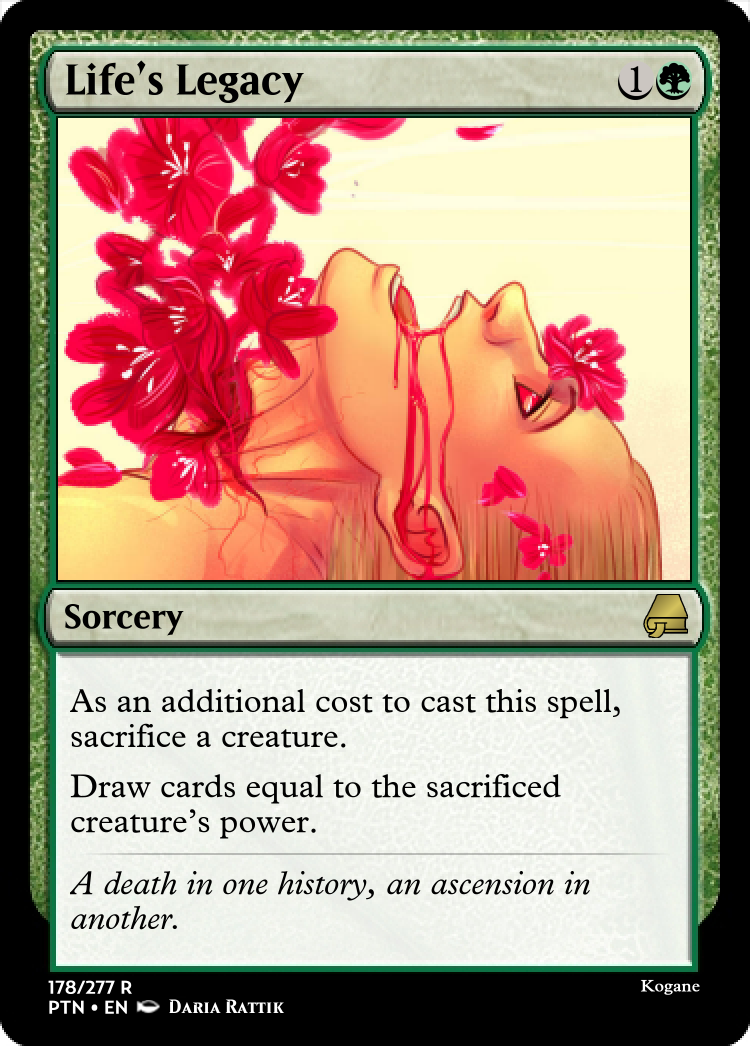 Life's Legacy 1
Sorcery
As an additional cost to cast this spell,
sacrifice a creature.
Draw cards equal to the sacrificed
creature's power.
A death in one history, an ascension in
another.
178/277 R
PTN • EN Daria Rattik
Kogane